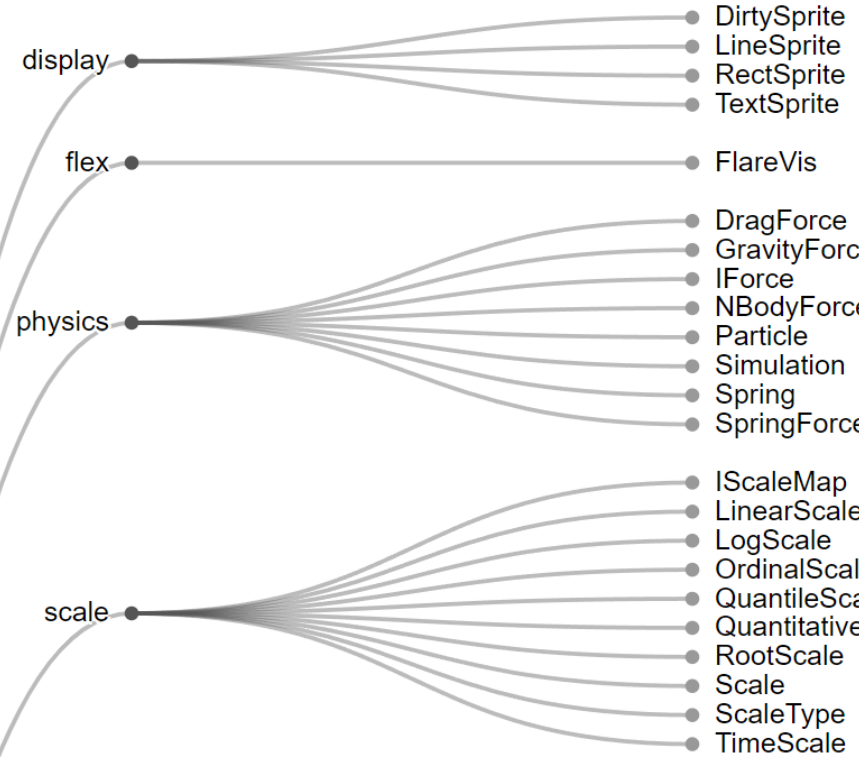 display
DirtySprite
LineSprite
RectSprite
TextSprite
flex
FlareVis
physics
DragForce
GravityForc
IForce
NBodyForce
Particle
Simulation
Spring
SpringForce
scale
IScaleMap
LinearScale
LogScale
OrdinalScal
QuantileSca
Quantitative
RootScale
Scale
ScaleType
TimeScale